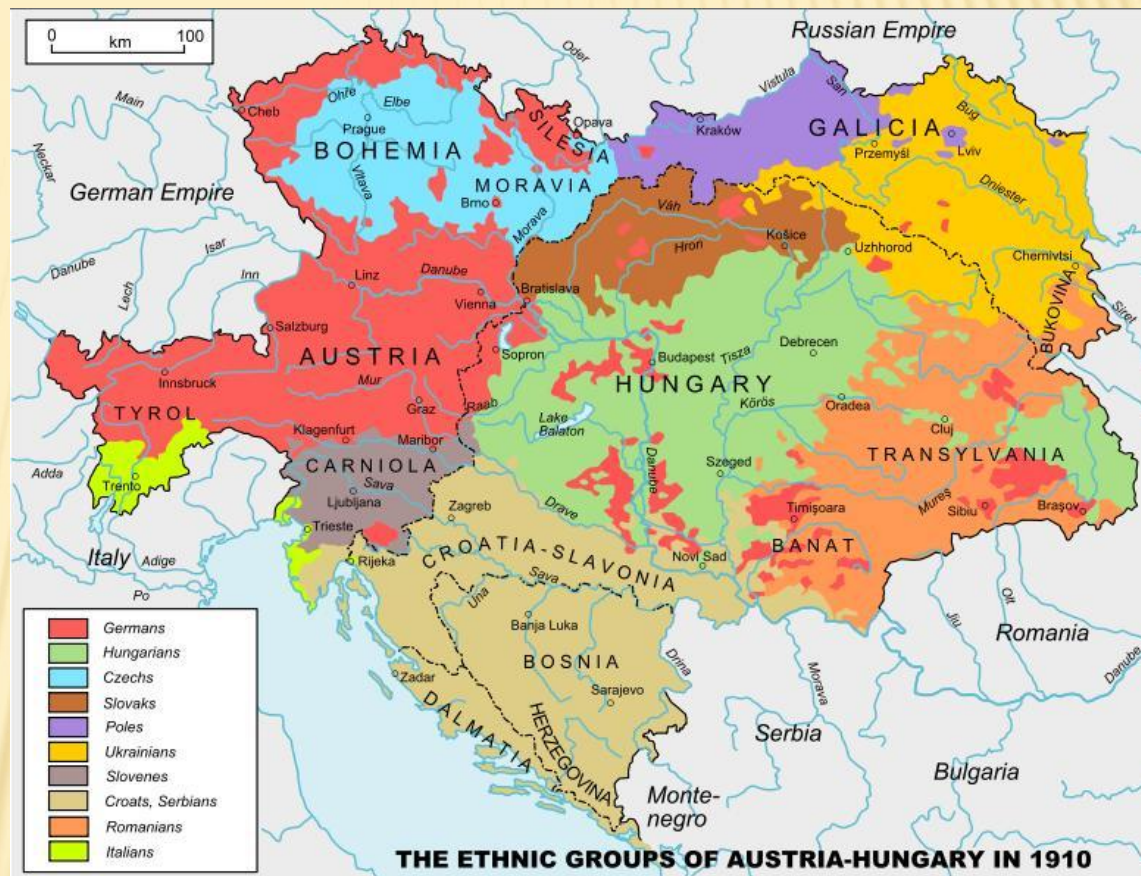 0 100
km
Russian Empire
Oder
Main
Cheb
Ohře
Elbe
Prague
SILESIA
Opava
Vistula
Kraków
San
GALICIA
Bug
Przemyśl
Lviv
Neckar
BOHEMIA
Vltava
MORAVIA
Brno
Morava
German Empire
Dniester
Váh
Hron
Košice
Uzhhorod
Chernivtsi
Isar
Danube
Lech
Inn
Linz
Danube
Vienna
Bratislava
BUKOVINA
Siret
Salzburg
AUSTRIA
Sopron
Budapest
Tisza
Debrecen
Innsbruck
Mur
HUNGARY
TYROL
Graz
Raab
Lake
Balaton
Körös
Oradea
Cluj
Klagenfurt
Maribor
TRANSYLVANIA
Adda
Trento
CARNIOLA
Sava
Ljubljana
Zagreb
Drave
Danube
Szeged
Timişoara
Mureş
Sibiu
Braşov
Trieste
Italy
Adige
Rijeka
CROATIA-SLAVONIA
Novi Sad
BANAT
Po
Sava
Una
Banja Luka
BOSNIA
Drina
Jiu
Olt
Romania
Zadar
Sarajevo
Morava
Danube
DALMATIA
HERZEGOVINA
Serbia
Bulgaria
Monte-
negro
Germans
Hungarians
Czechs
Slovaks
Poles
Ukrainians
Slovenes
Croats, Serbians
Romanians
Italians
THE ETHNIC GROUPS OF AUSTRIA-HUNGARY IN 1910